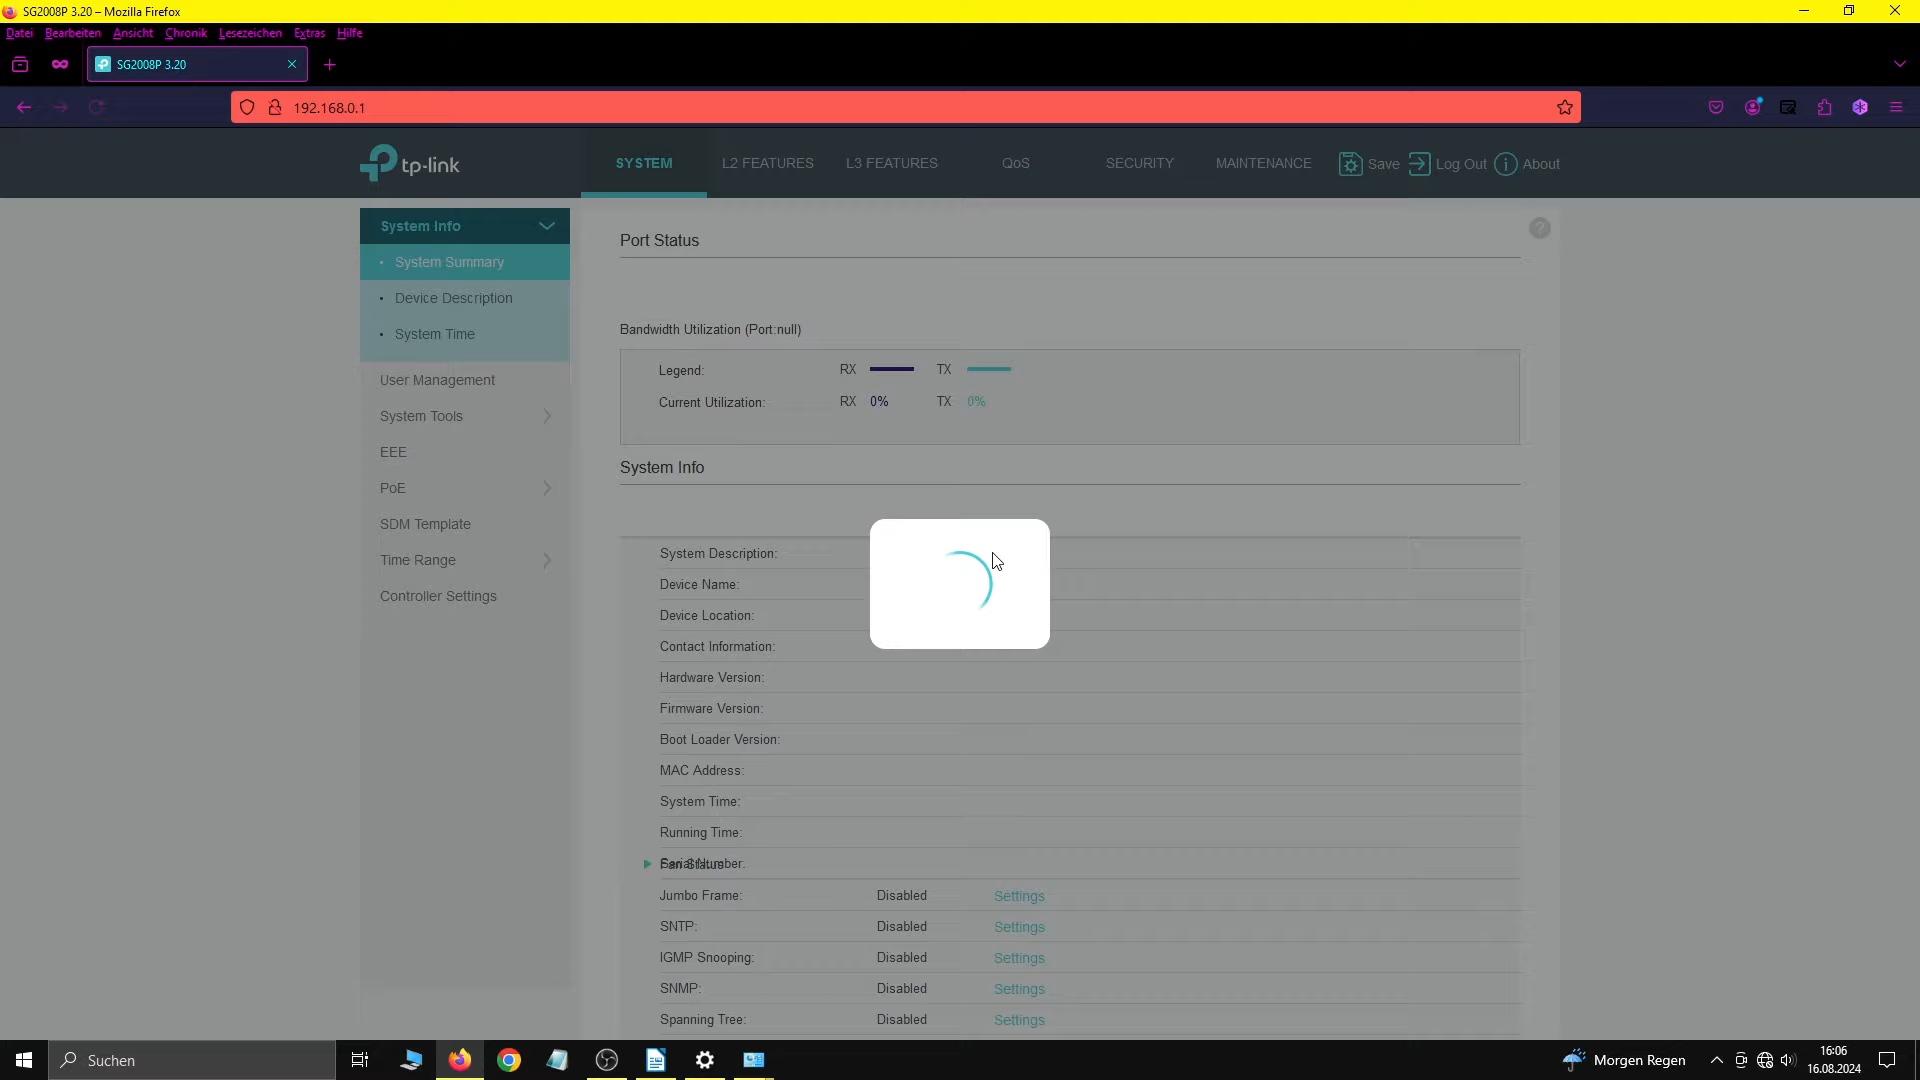 SG2008P 3.20 – Mozilla Firefox
Datei Bearbeiten Ansicht Chronik Lesezeichen Extras Hilfe
SG2008P 3.20
192.168.0.1
tp-link
SYSTEM L2 FEATURES L3 FEATURES QoS SECURITY MAINTENANCE Save Log Out About
System Info
System Summary
Device Description
System Time
User Management
System Tools
EEE
PoE
SDM Template
Time Range
Controller Settings
Port Status
?
Bandwidth Utilization (Port:null)
Legend: RX TX
Current Utilization: RX 0% TX 0%
System Info
System Description:
Device Name:
Device Location:
Contact Information:
Hardware Version:
Firmware Version:
Boot Loader Version:
MAC Address:
System Time:
Running Time:
Serial Number:
Fan Status
Jumbo Frame: Disabled Settings
SNTP: Disabled Settings
IGMP Snooping: Disabled Settings
SNMP: Disabled Settings
Spanning Tree: Disabled Settings
Suchen
Morgen Regen
16:06
16.08.2024